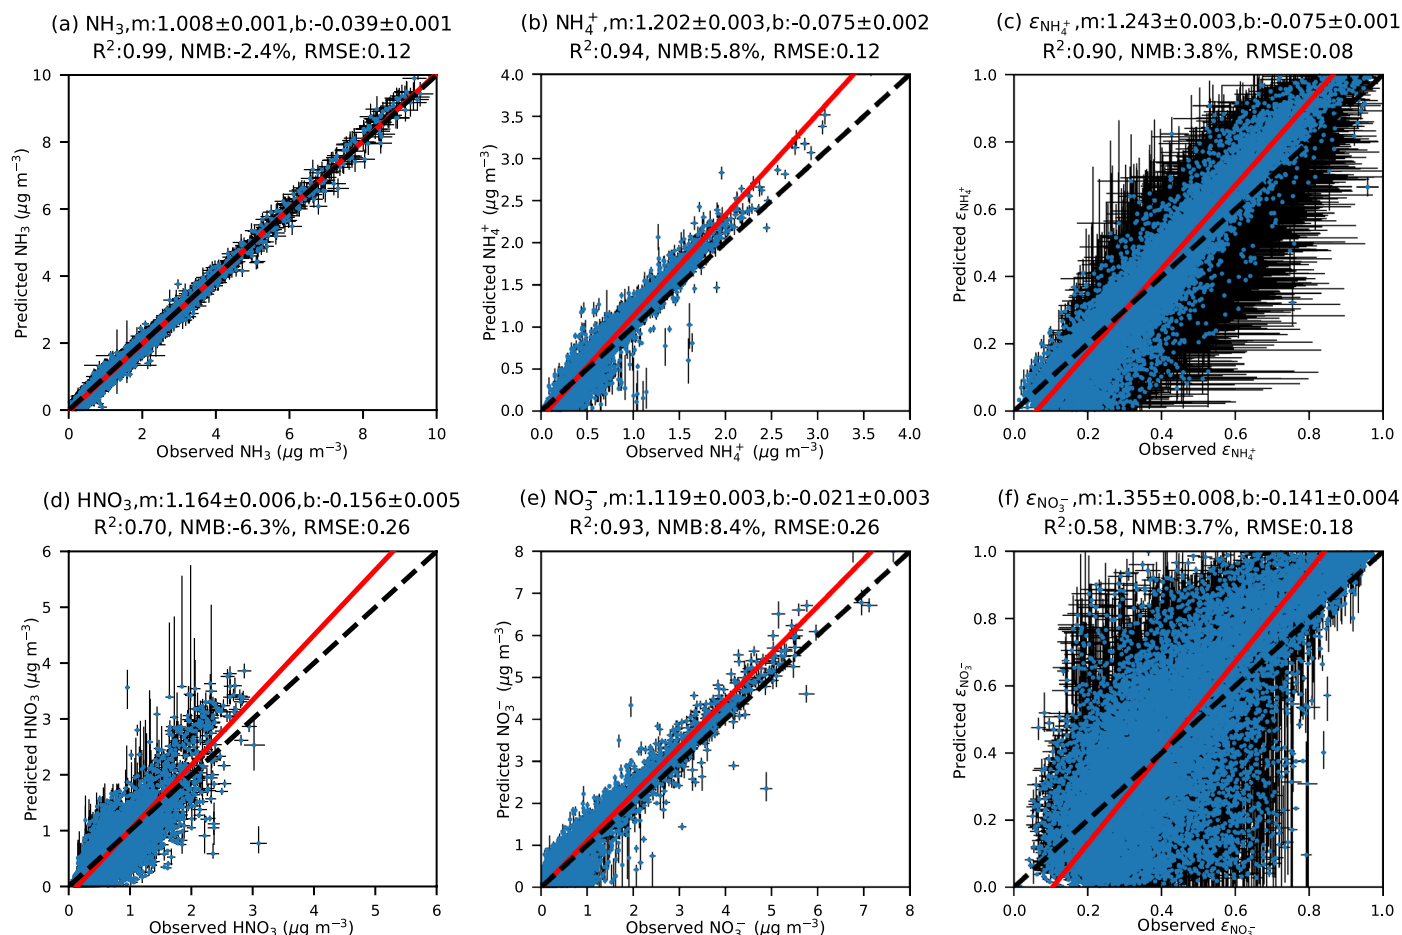 (a) NH₃,m:1.008±0.001,b:-0.039±0.001
R²:0.99, NMB:-2.4%, RMSE:0.12
10
8
6
4
2
0
Predicted NH₃ (μg m⁻³)
0 2 4 6 8 10
Observed NH₃ (μg m⁻³)
(b) NH₄⁺,m:1.202±0.003,b:-0.075±0.002
R²:0.94, NMB:5.8%, RMSE:0.12
4.0
3.5
3.0
2.5
2.0
1.5
1.0
0.5
0.0
Predicted NH₄⁺ (μg m⁻³)
0.0 0.5 1.0 1.5 2.0 2.5 3.0 3.5 4.0
Observed NH₄⁺ (μg m⁻³)
(c) ε_NH₄⁺,m:1.243±0.003,b:-0.075±0.001
R²:0.90, NMB:3.8%, RMSE:0.08
1.0
0.8
0.6
0.4
0.2
0.0
Predicted ε_NH₄⁺
0.0 0.2 0.4 0.6 0.8 1.0
Observed ε_NH₄⁺
(d) HNO₃,m:1.164±0.006,b:-0.156±0.005
R²:0.70, NMB:-6.3%, RMSE:0.26
6
5
4
3
2
1
0
Predicted HNO₃ (μg m⁻³)
0 1 2 3 4 5 6
Observed HNO₃ (μg m⁻³)
(e) NO₃⁻,m:1.119±0.003,b:-0.021±0.003
R²:0.93, NMB:8.4%, RMSE:0.26
8
7
6
5
4
3
2
1
0
Predicted NO₃⁻ (μg m⁻³)
0 1 2 3 4 5 6 7 8
Observed NO₃⁻ (μg m⁻³)
(f) ε_NO₃⁻,m:1.355±0.008,b:-0.141±0.004
R²:0.58, NMB:3.7%, RMSE:0.18
1.0
0.8
0.6
0.4
0.2
0.0
Predicted ε_NO₃⁻
0.0 0.2 0.4 0.6 0.8 1.0
Observed ε_NO₃⁻